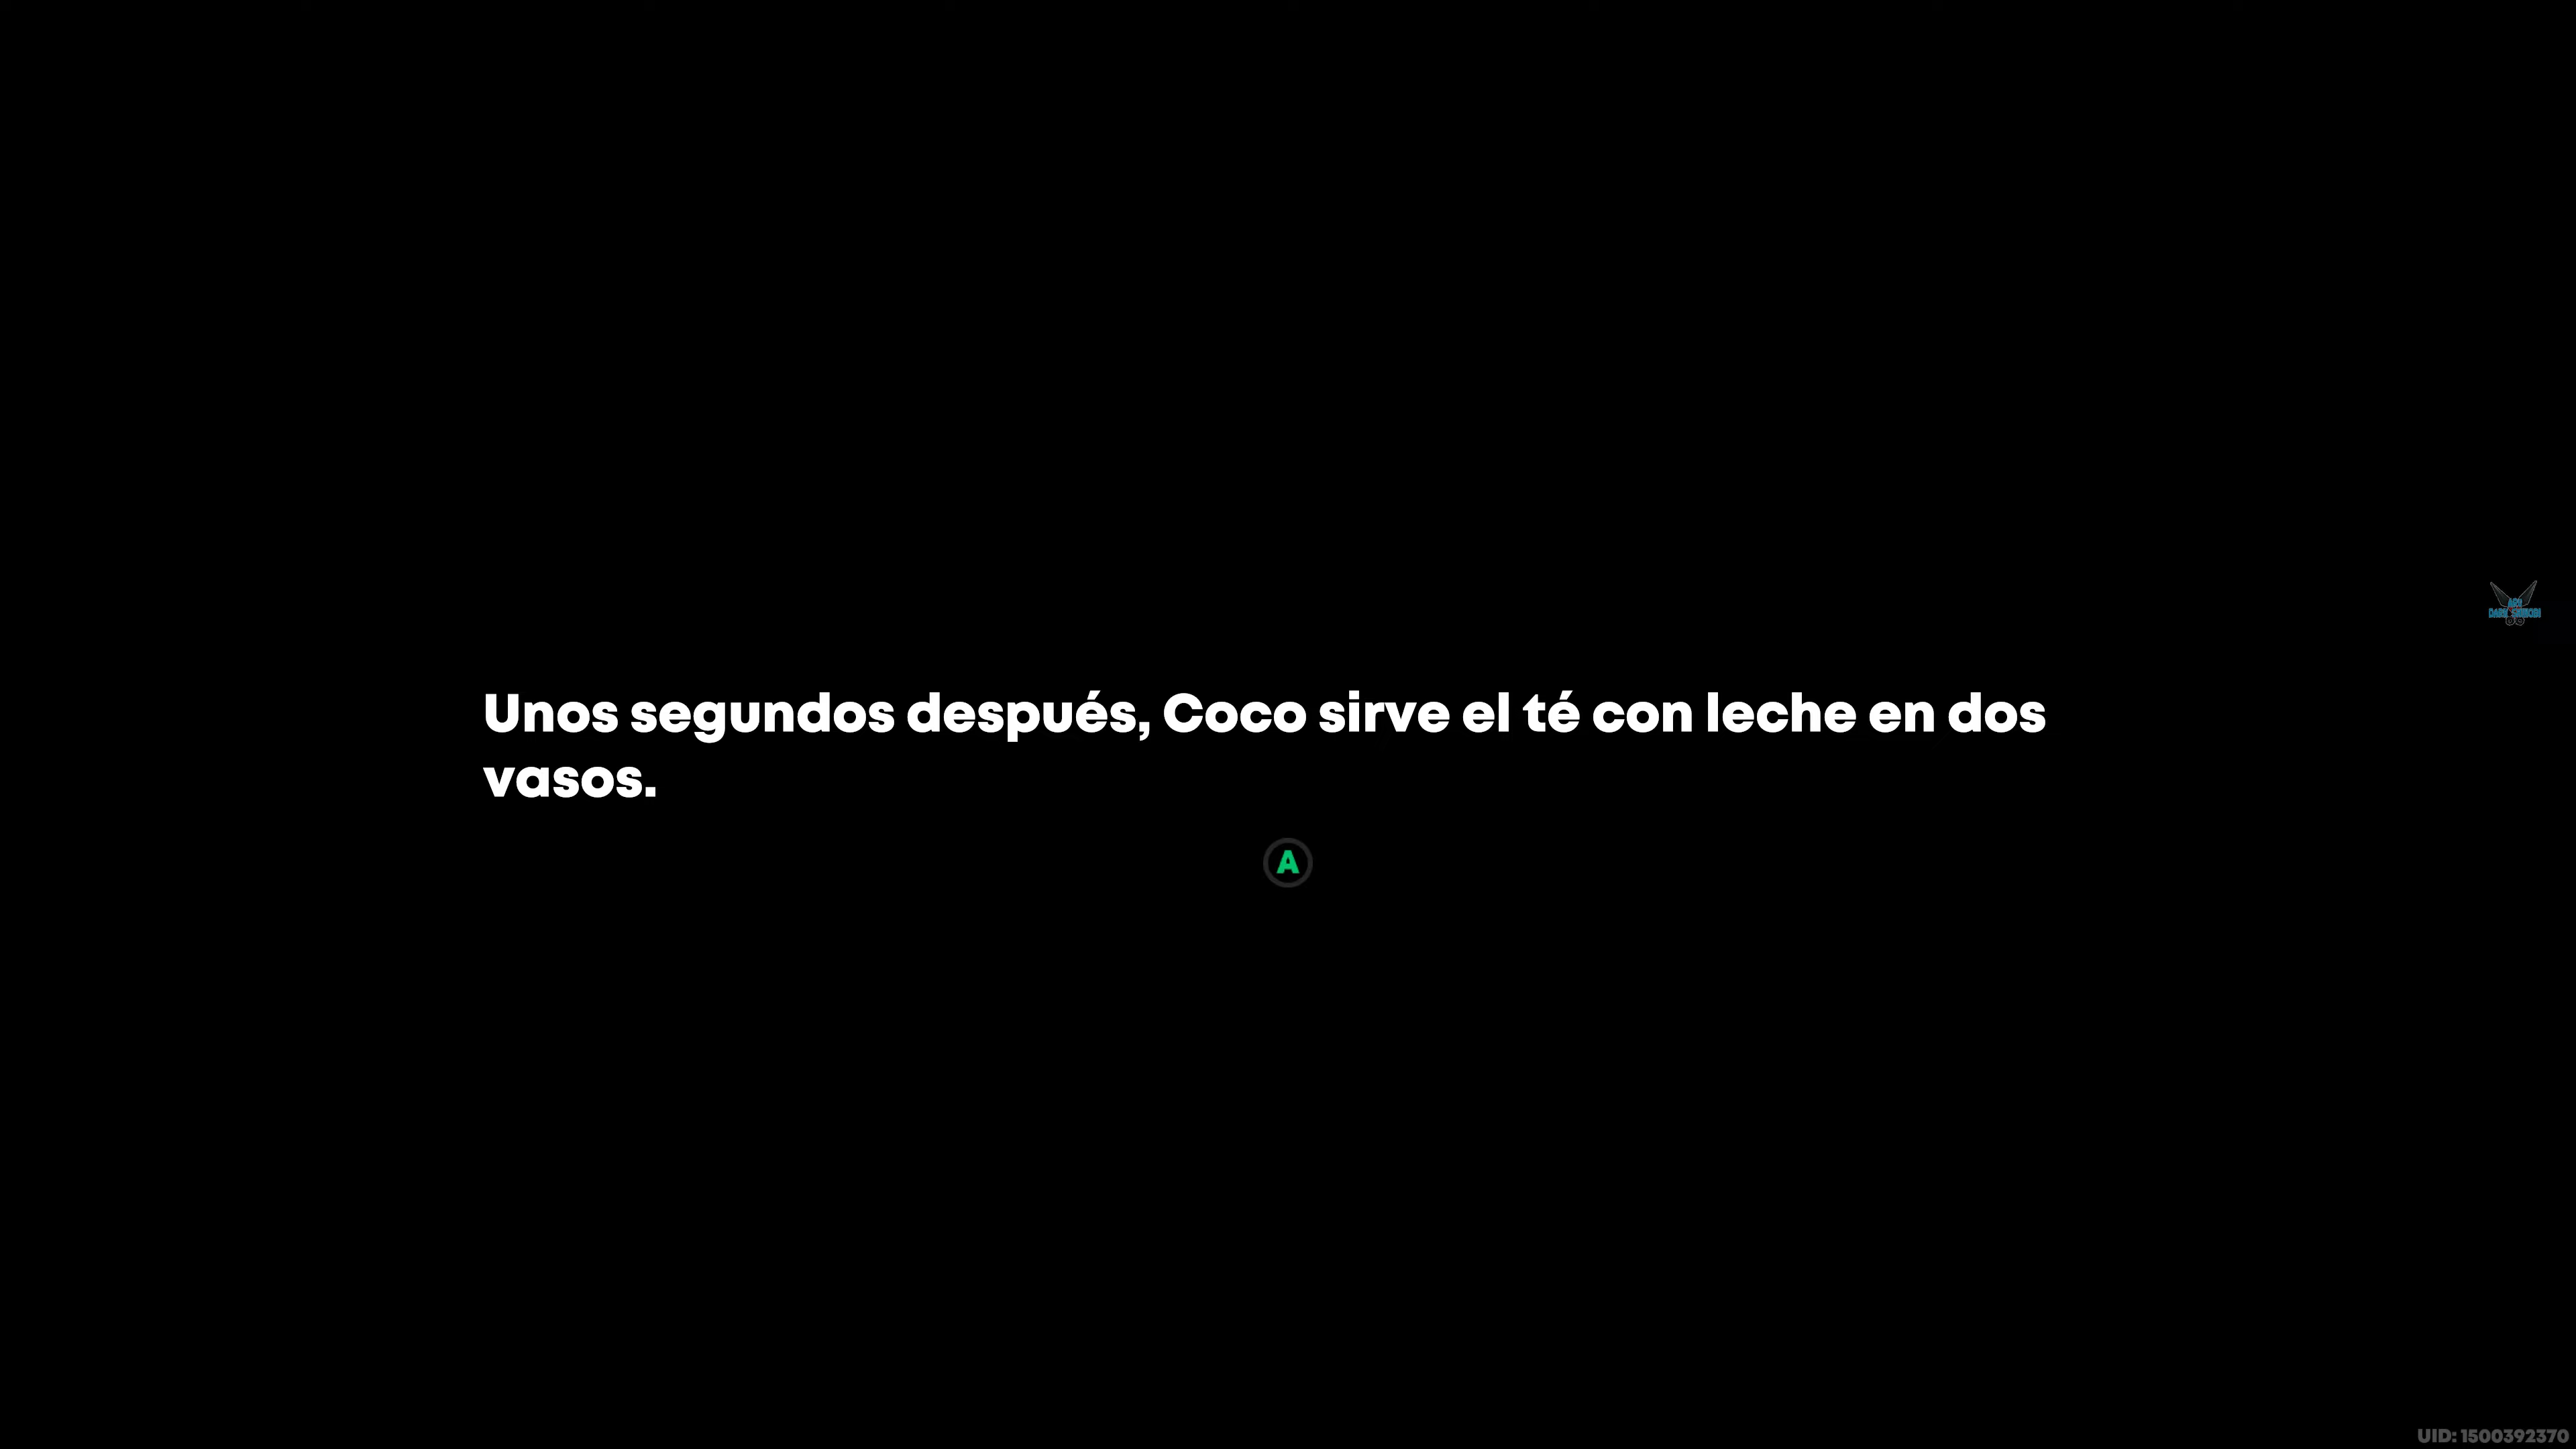 Unos segundos después, Coco sirve el té con leche en dos
vasos.
A
UID: 1500392370